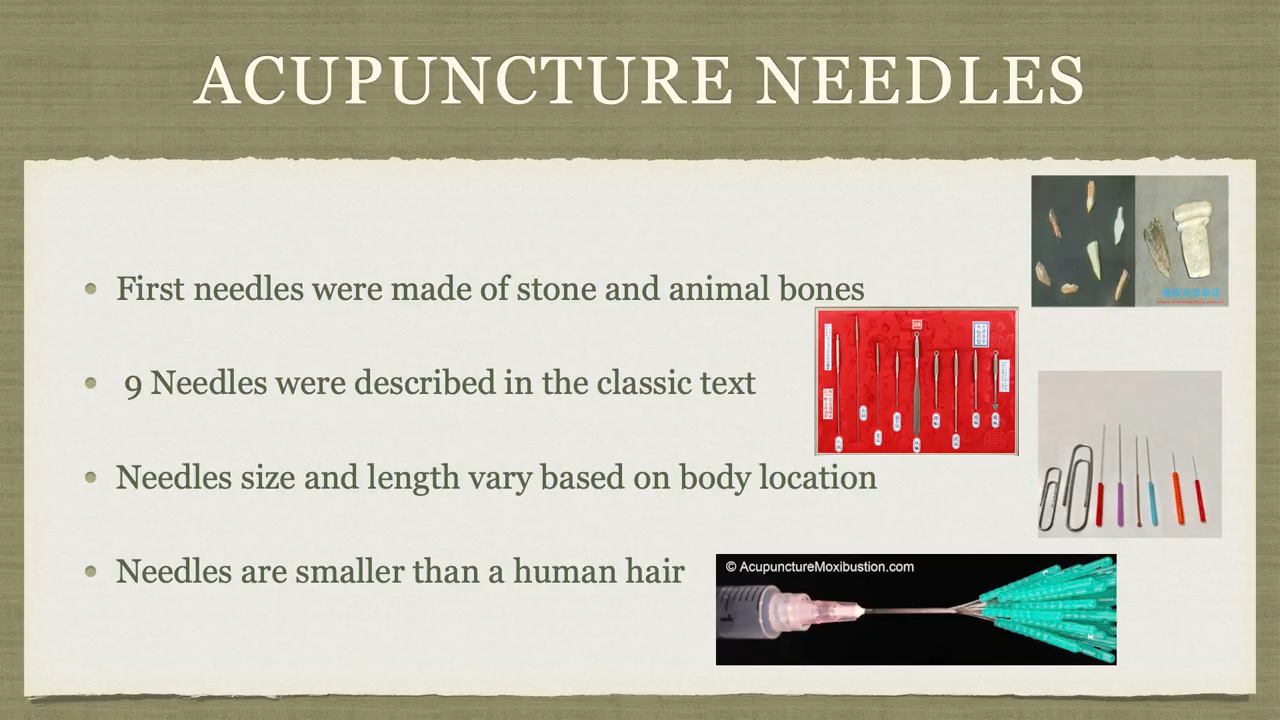 ACUPUNCTURE NEEDLES
First needles were made of stone and animal bones
9 Needles were described in the classic text
Needles size and length vary based on body location
Needles are smaller than a human hair
© AcupunctureMoxibustion.com
1